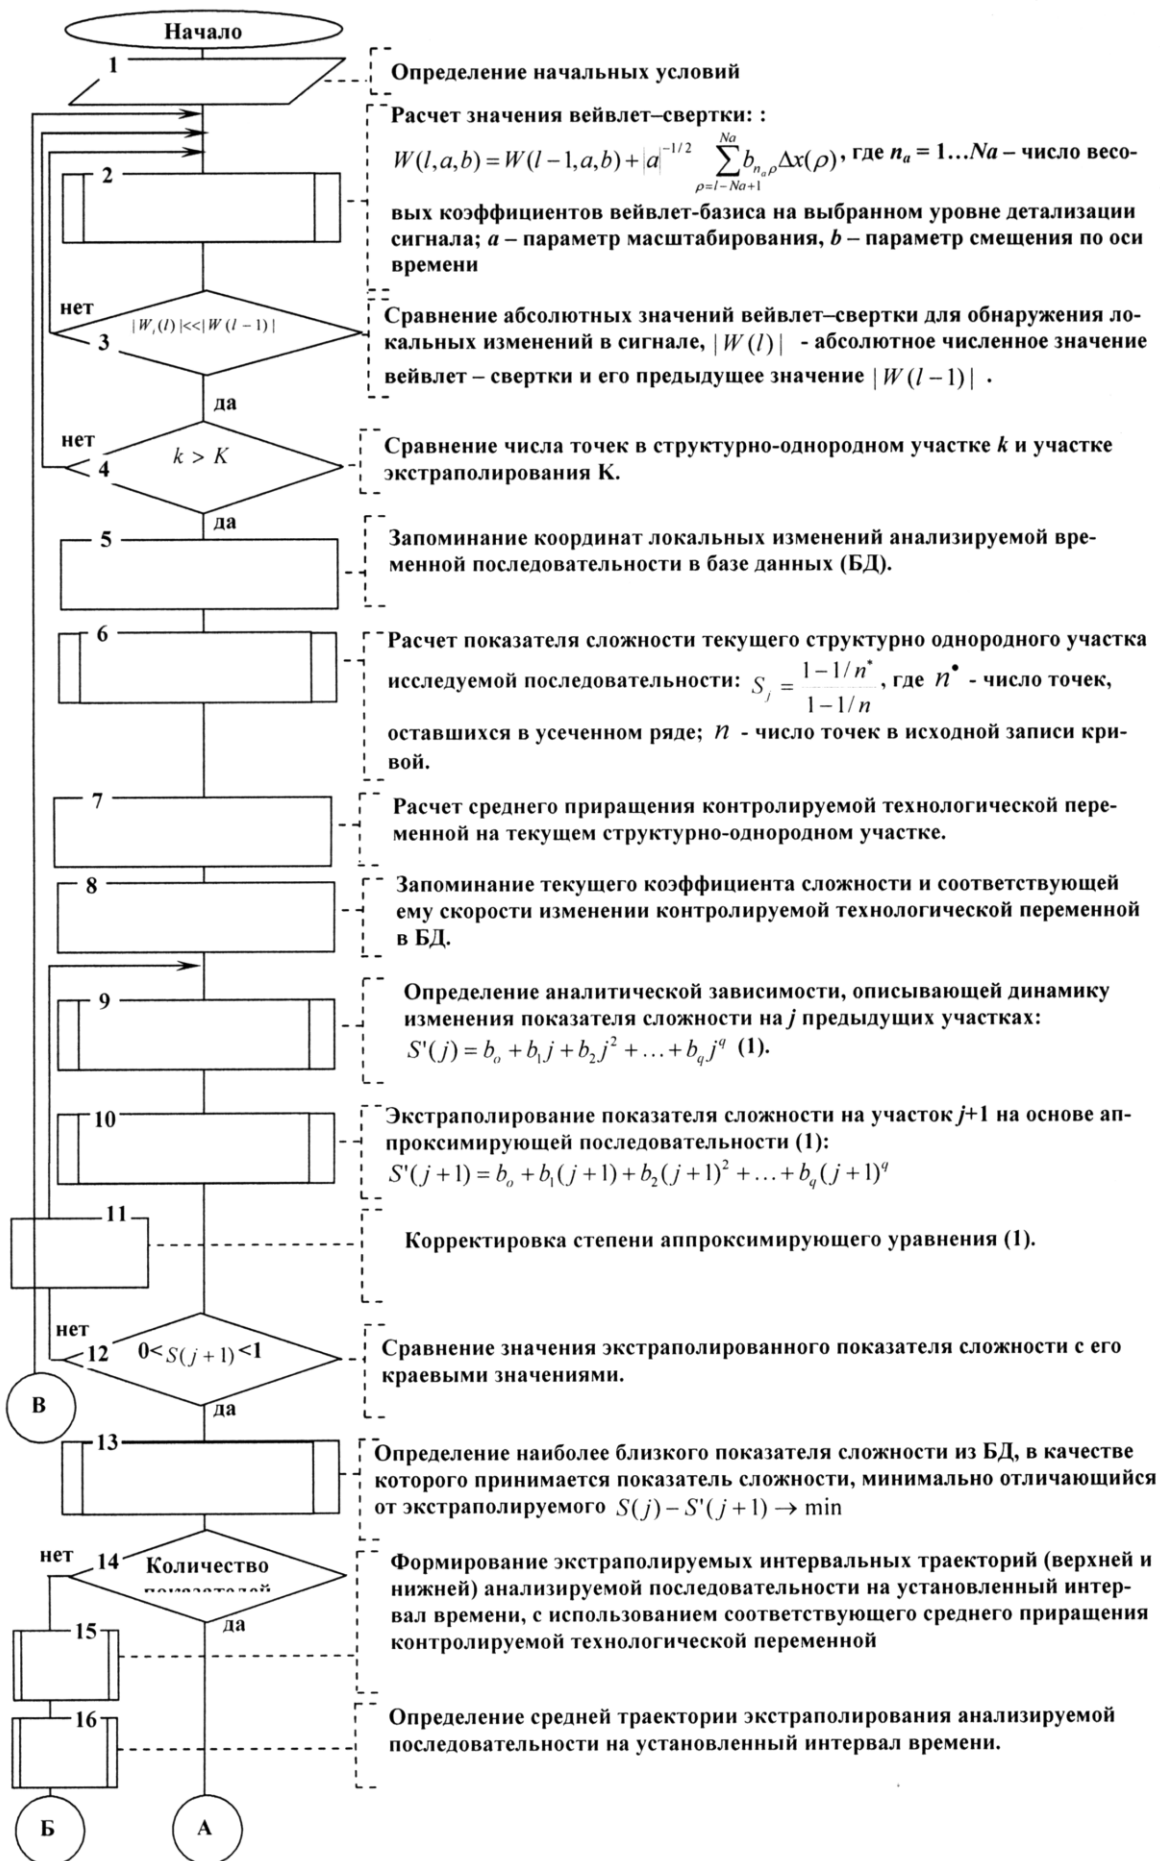 Начало
1
Определение начальных условий
Расчет значения вейвлет–свертки: :
W(l,a,b) = W(l−1,a,b) + |a|^{−1/2} \sum_{ρ=l−Na+1}^{Na} b_{n_a ρ} Δx(ρ), где n_a = 1…Na – число весо-
2
вых коэффициентов вейвлет-базиса на выбранном уровне детализации
сигнала; a – параметр масштабирования, b – параметр смещения по оси
времени
нет
|W_i(l)|<<|W(l−1)|
3
Сравнение абсолютных значений вейвлет–свертки для обнаружения ло-
кальных изменений в сигнале, |W(l)| - абсолютное численное значение
вейвлет – свертки и его предыдущее значение |W(l−1)| .
да
нет
k > K
4
Сравнение числа точек в структурно-однородном участке k и участке
экстраполирования K.
да
5
Запоминание координат локальных изменений анализируемой вре-
менной последовательности в базе данных (БД).
6
Расчет показателя сложности текущего структурно однородного участка
исследуемой последовательности: S_j = \frac{1−1/n^*}{1−1/n}, где n^• - число точек,
оставшихся в усеченном ряде; n - число точек в исходной записи кри-
вой.
7
Расчет среднего приращения контролируемой технологической пере-
менной на текущем структурно-однородном участке.
8
Запоминание текущего коэффициента сложности и соответствующей
ему скорости изменении контролируемой технологической переменной
в БД.
9
Определение аналитической зависимости, описывающей динамику
изменения показателя сложности на j предыдущих участках:
S'(j) = b_o + b_1 j + b_2 j^2 + … + b_q j^q (1).
10
Экстраполирование показателя сложности на участок j+1 на основе ап-
проксимирующей последовательности (1):
S'(j+1) = b_o + b_1(j+1) + b_2(j+1)^2 + … + b_q(j+1)^q
11
Корректировка степени аппроксимирующего уравнения (1).
нет
12
0< S(j+1) <1
Сравнение значения экстраполированного показателя сложности с его
краевыми значениями.
В
да
13
Определение наиболее близкого показателя сложности из БД, в качестве
которого принимается показатель сложности, минимально отличающийся
от экстраполируемого S(j) − S'(j+1) → min
нет
14
Количество
Формирование экстраполируемых интервальных траекторий (верхней и
нижней) анализируемой последовательности на установленный интер-
вал времени, с использованием соответствующего среднего приращения
контролируемой технологической переменной
да
15
16
Определение средней траектории экстраполирования анализируемой
последовательности на установленный интервал времени.
Б
А